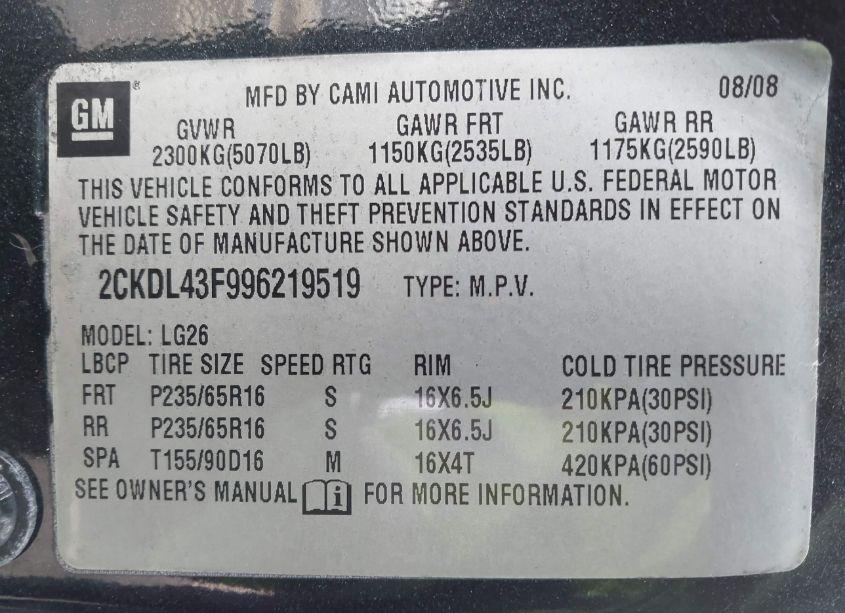 GM ®
MFD BY CAMI AUTOMOTIVE INC. 08/08
GVWR GAWR FRT GAWR RR
2300KG(5070LB) 1150KG(2535LB) 1175KG(2590LB)
THIS VEHICLE CONFORMS TO ALL APPLICABLE U.S. FEDERAL MOTOR
VEHICLE SAFETY AND THEFT PREVENTION STANDARDS IN EFFECT ON
THE DATE OF MANUFACTURE SHOWN ABOVE.
2CKDL43F996219519 TYPE: M.P.V.
MODEL: LG26
LBCP TIRE SIZE SPEED RTG RIM COLD TIRE PRESSURE
FRT P235/65R16 S 16X6.5J 210KPA(30PSI)
RR P235/65R16 S 16X6.5J 210KPA(30PSI)
SPA T155/90D16 M 16X4T 420KPA(60PSI)
SEE OWNER'S MANUAL i FOR MORE INFORMATION.